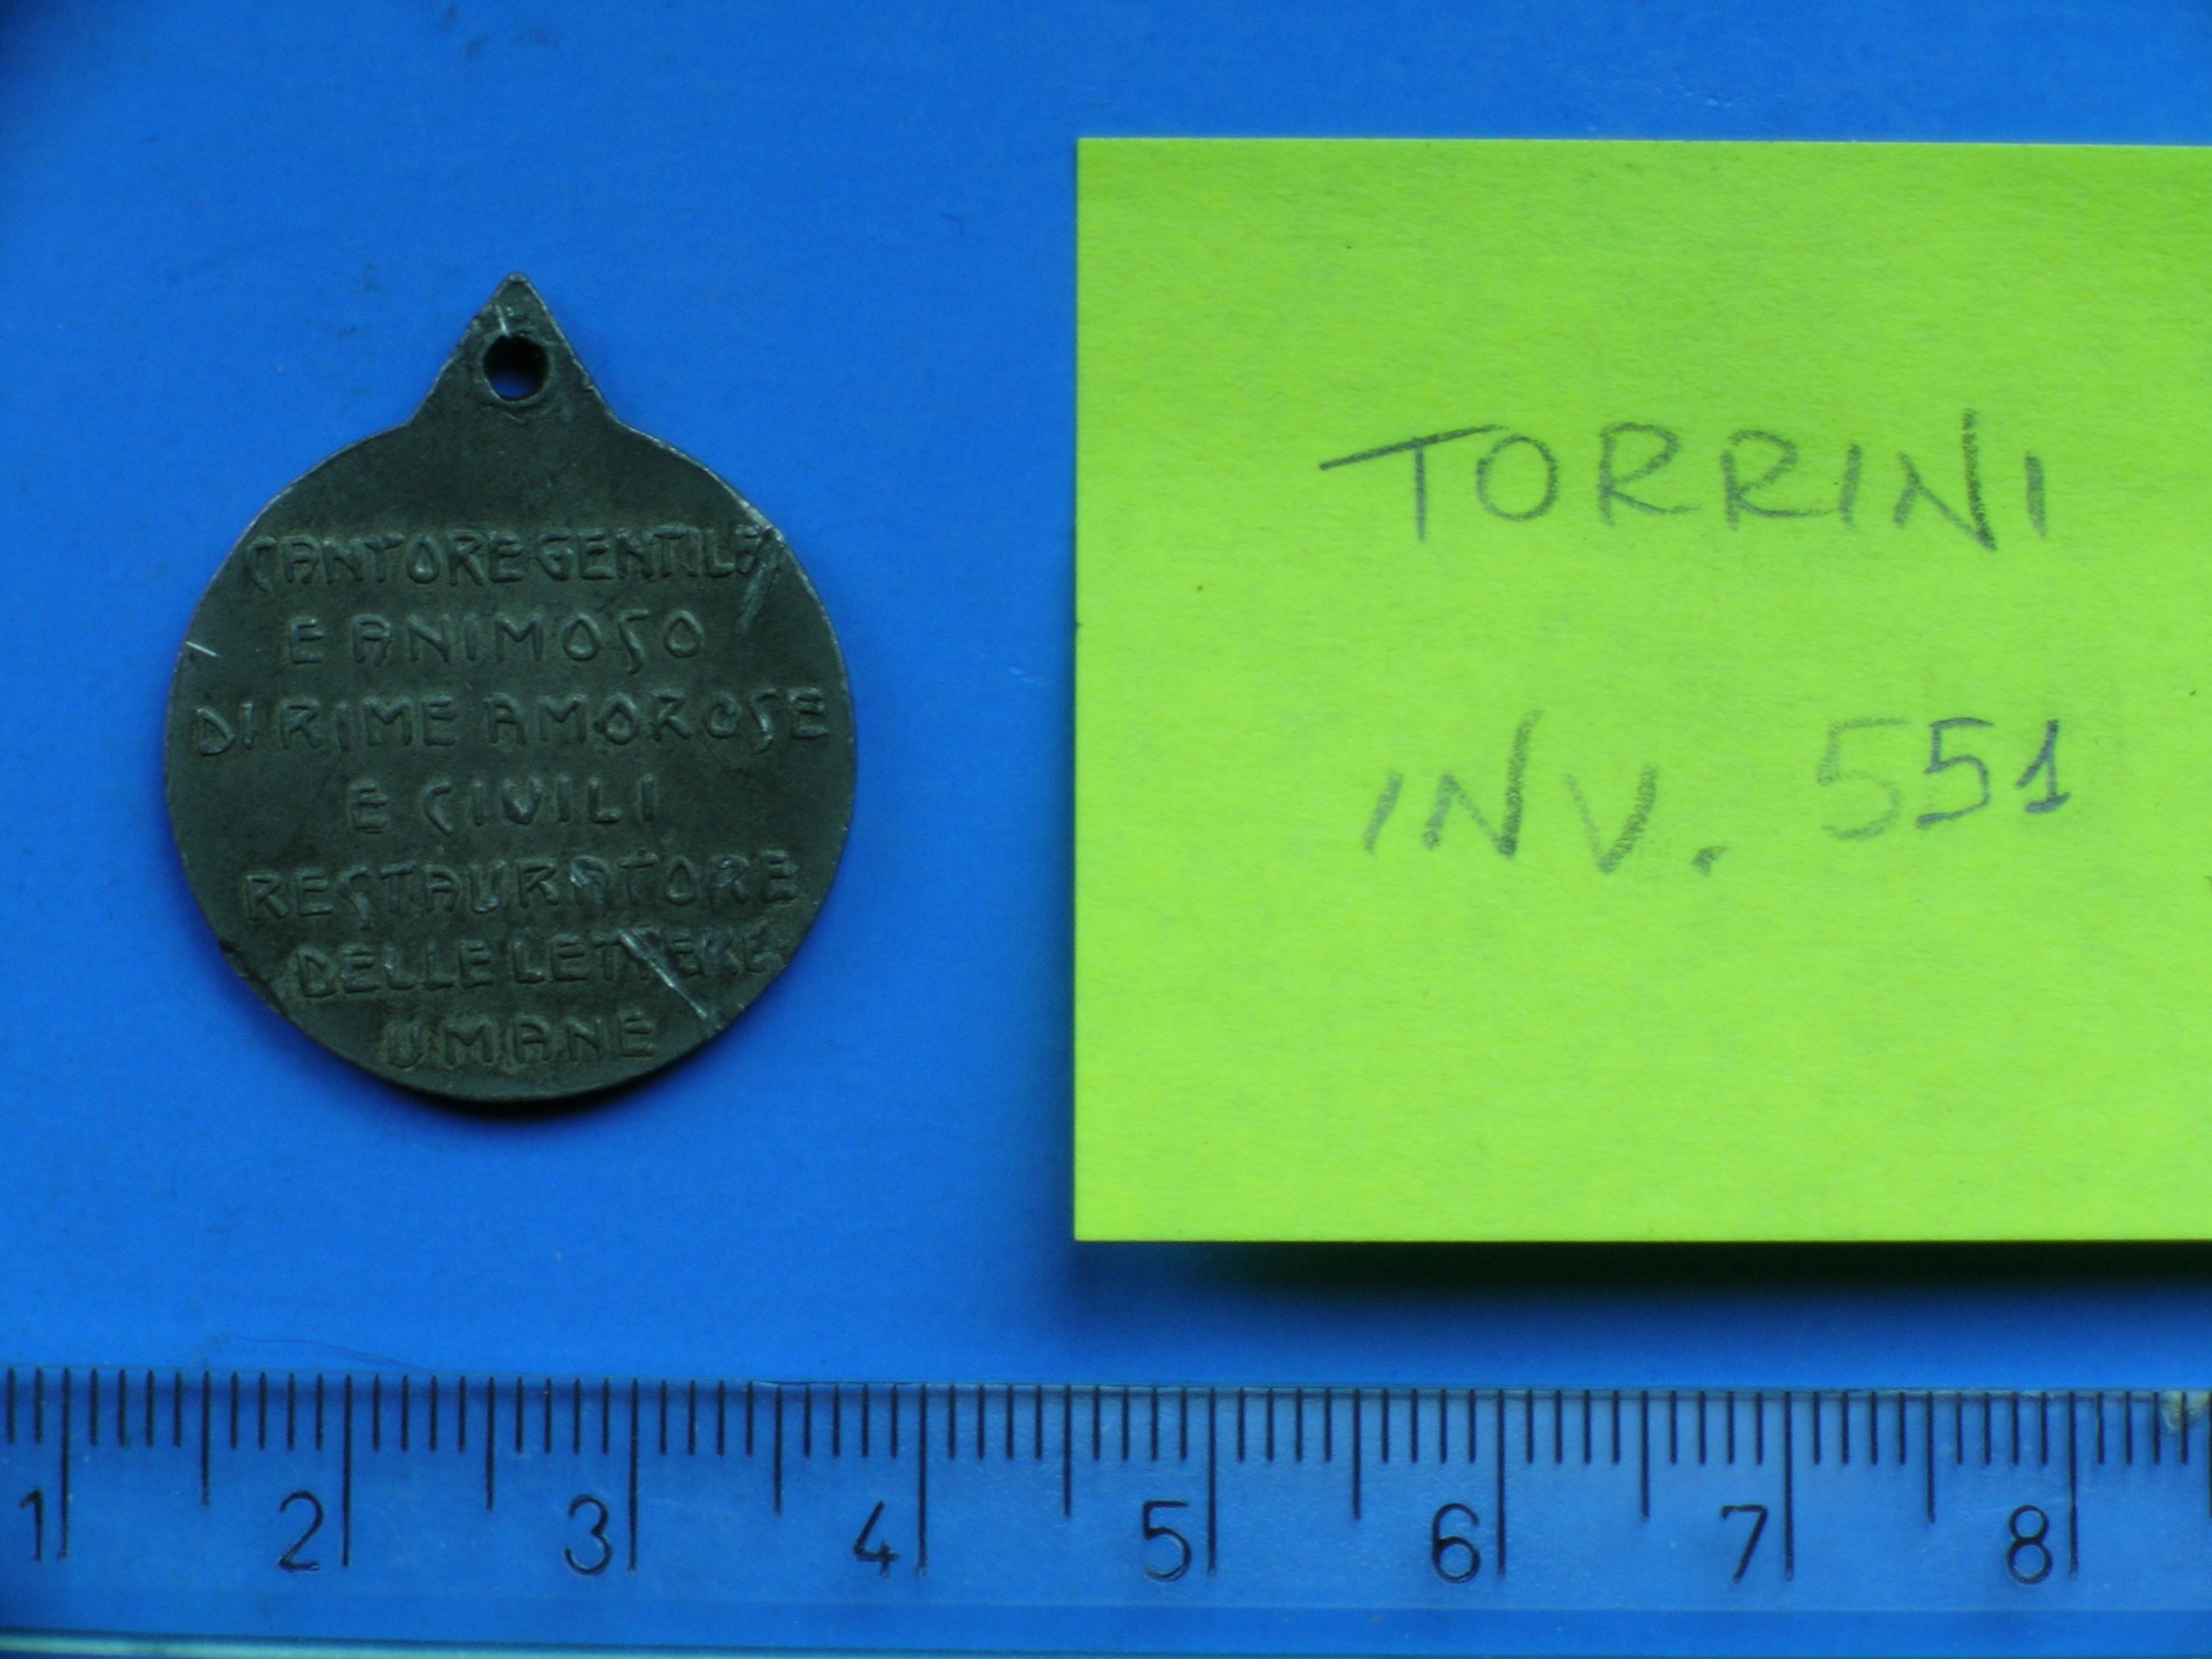 CANTORE GENTILE
E ANIMOSO
DI RIME AMOROSE
E CIVILI
RESTAURATORE
DELLE LETTERE
UMANE
TORRINI
INV. 551
1 2 3 4 5 6 7 8